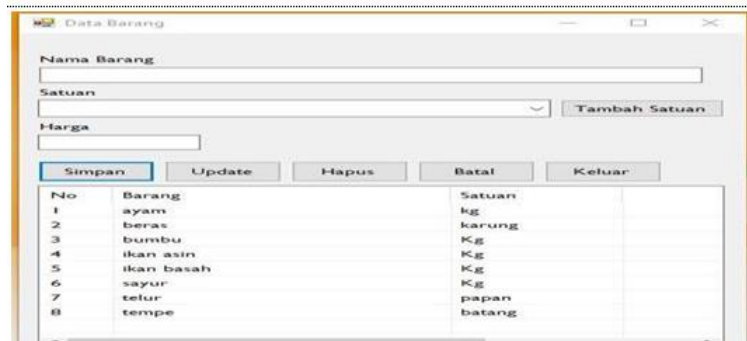 Data Barang
Nama Barang
Satuan
Tambah Satuan
Harga
Simpan Update Hapus Batal Keluar
No Barang Satuan
1 ayam kg
2 beras karung
3 bumbu Kg
4 ikan asin Kg
5 ikan basah Kg
6 sayur Kg
7 telur papan
8 tempe batang